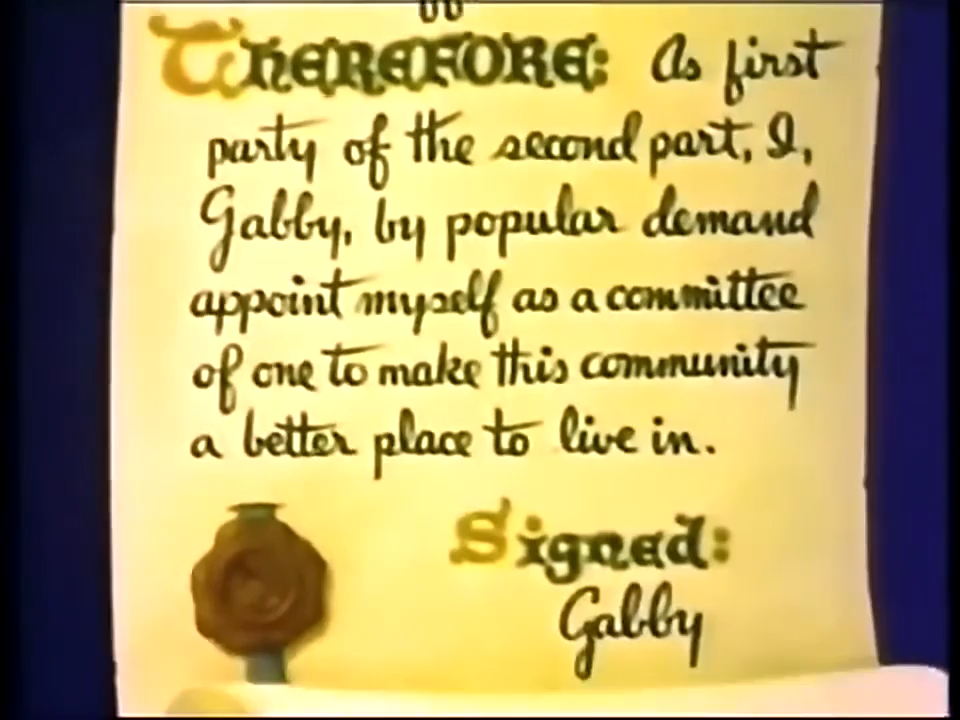 Therefore: As first
party of the second part, I,
Gabby, by popular demand
appoint myself as a committee
of one to make this community
a better place to live in.
Signed:
Gabby